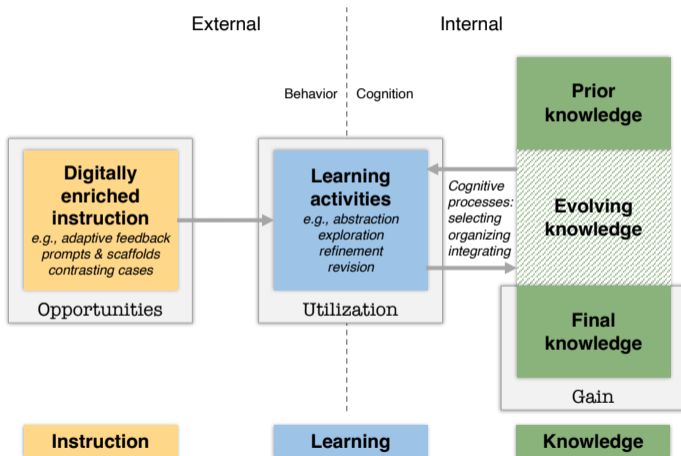 External
Internal
Behavior
Cognition
Prior
knowledge
Digitally
enriched
instruction
e.g., adaptive feedback
prompts & scaffolds
contrasting cases
Opportunities
Learning
activities
e.g., abstraction
exploration
refinement
revision
Utilization
Cognitive
processes:
selecting
organizing
integrating
Evolving
knowledge
Final
knowledge
Gain
Instruction
Learning
Knowledge